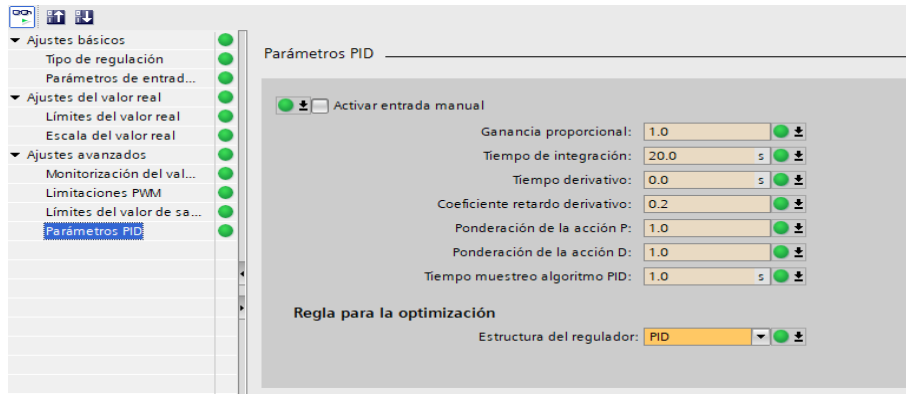 Ajustes básicos
Tipo de regulación
Parámetros de entrad...
Ajustes del valor real
Límites del valor real
Escala del valor real
Ajustes avanzados
Monitorización del val...
Limitaciones PWM
Límites del valor de sa...
Parámetros PID
Parámetros PID
Activar entrada manual
Ganancia proporcional: 1.0
Tiempo de integración: 20.0 s
Tiempo derivativo: 0.0 s
Coeficiente retardo derivativo: 0.2
Ponderación de la acción P: 1.0
Ponderación de la acción D: 1.0
Tiempo muestreo algoritmo PID: 1.0 s
Regla para la optimización
Estructura del regulador: PID